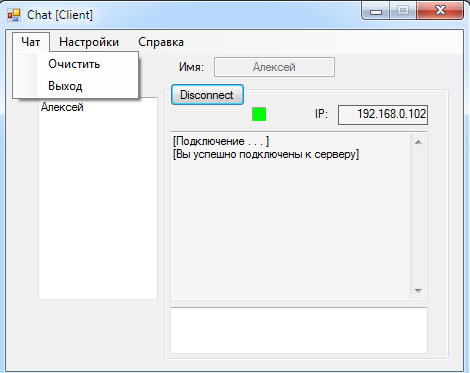 Chat [Client]
Чат Настройки Справка
Очистить
Выход
Имя: Алексей
Disconnect
IP: 192.168.0.102
Алексей
[Подключение . . . ]
[Вы успешно подключены к серверу]